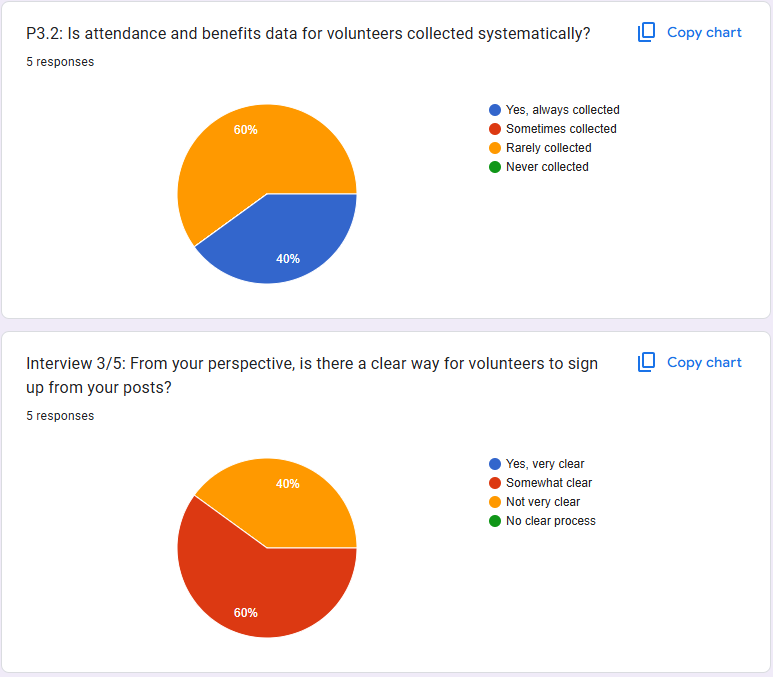 P3.2: Is attendance and benefits data for volunteers collected systematically?
Copy chart
5 responses
60%
40%
Yes, always collected
Sometimes collected
Rarely collected
Never collected
Interview 3/5: From your perspective, is there a clear way for volunteers to sign
up from your posts?
Copy chart
5 responses
40%
60%
Yes, very clear
Somewhat clear
Not very clear
No clear process